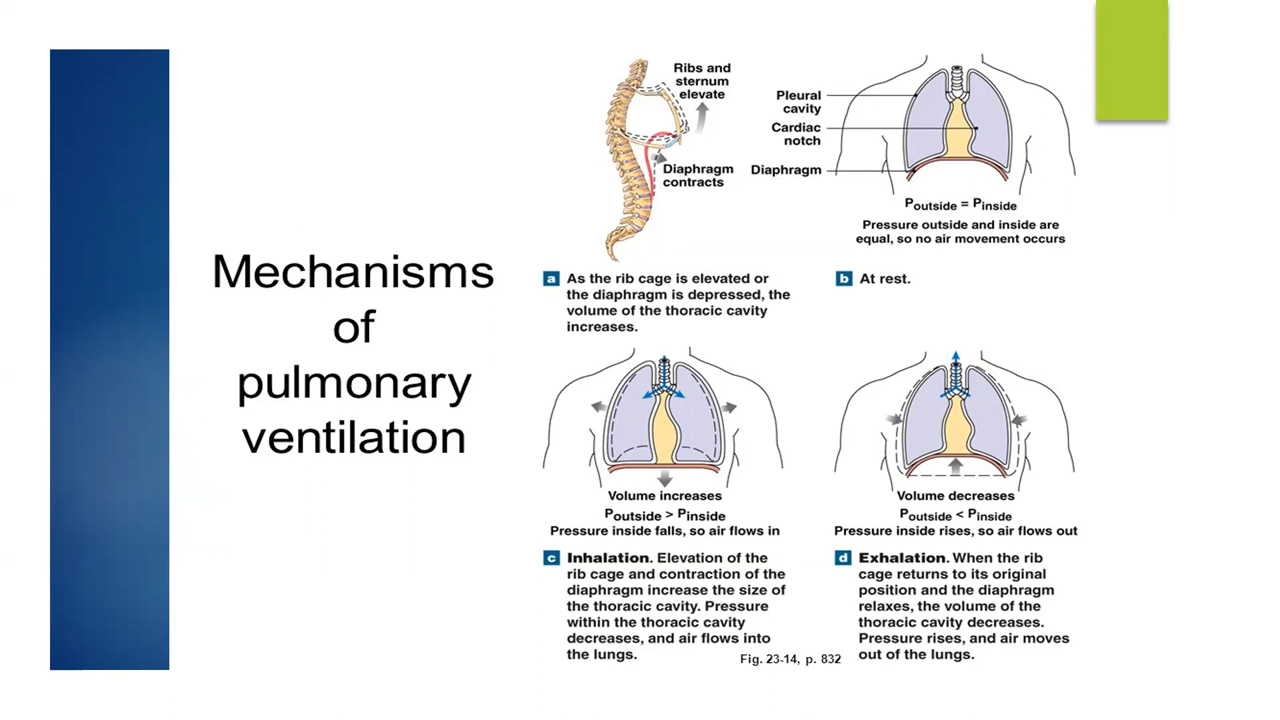 Mechanisms
of
pulmonary
ventilation
Ribs and
sternum
elevate
Diaphragm
contracts
a As the rib cage is elevated or
the diaphragm is depressed, the
volume of the thoracic cavity
increases.
Pleural
cavity
Cardiac
notch
Diaphragm
Poutside = Pinside
Pressure outside and inside are
equal, so no air movement occurs
b At rest.
Volume increases
Poutside > Pinside
Pressure inside falls, so air flows in
c Inhalation. Elevation of the
rib cage and contraction of the
diaphragm increase the size of
the thoracic cavity. Pressure
within the thoracic cavity
decreases, and air flows into
the lungs.
Volume decreases
Poutside < Pinside
Pressure inside rises, so air flows out
d Exhalation. When the rib
cage returns to its original
position and the diaphragm
relaxes, the volume of the
thoracic cavity decreases.
Pressure rises, and air moves
out of the lungs.
Fig. 23-14, p. 832